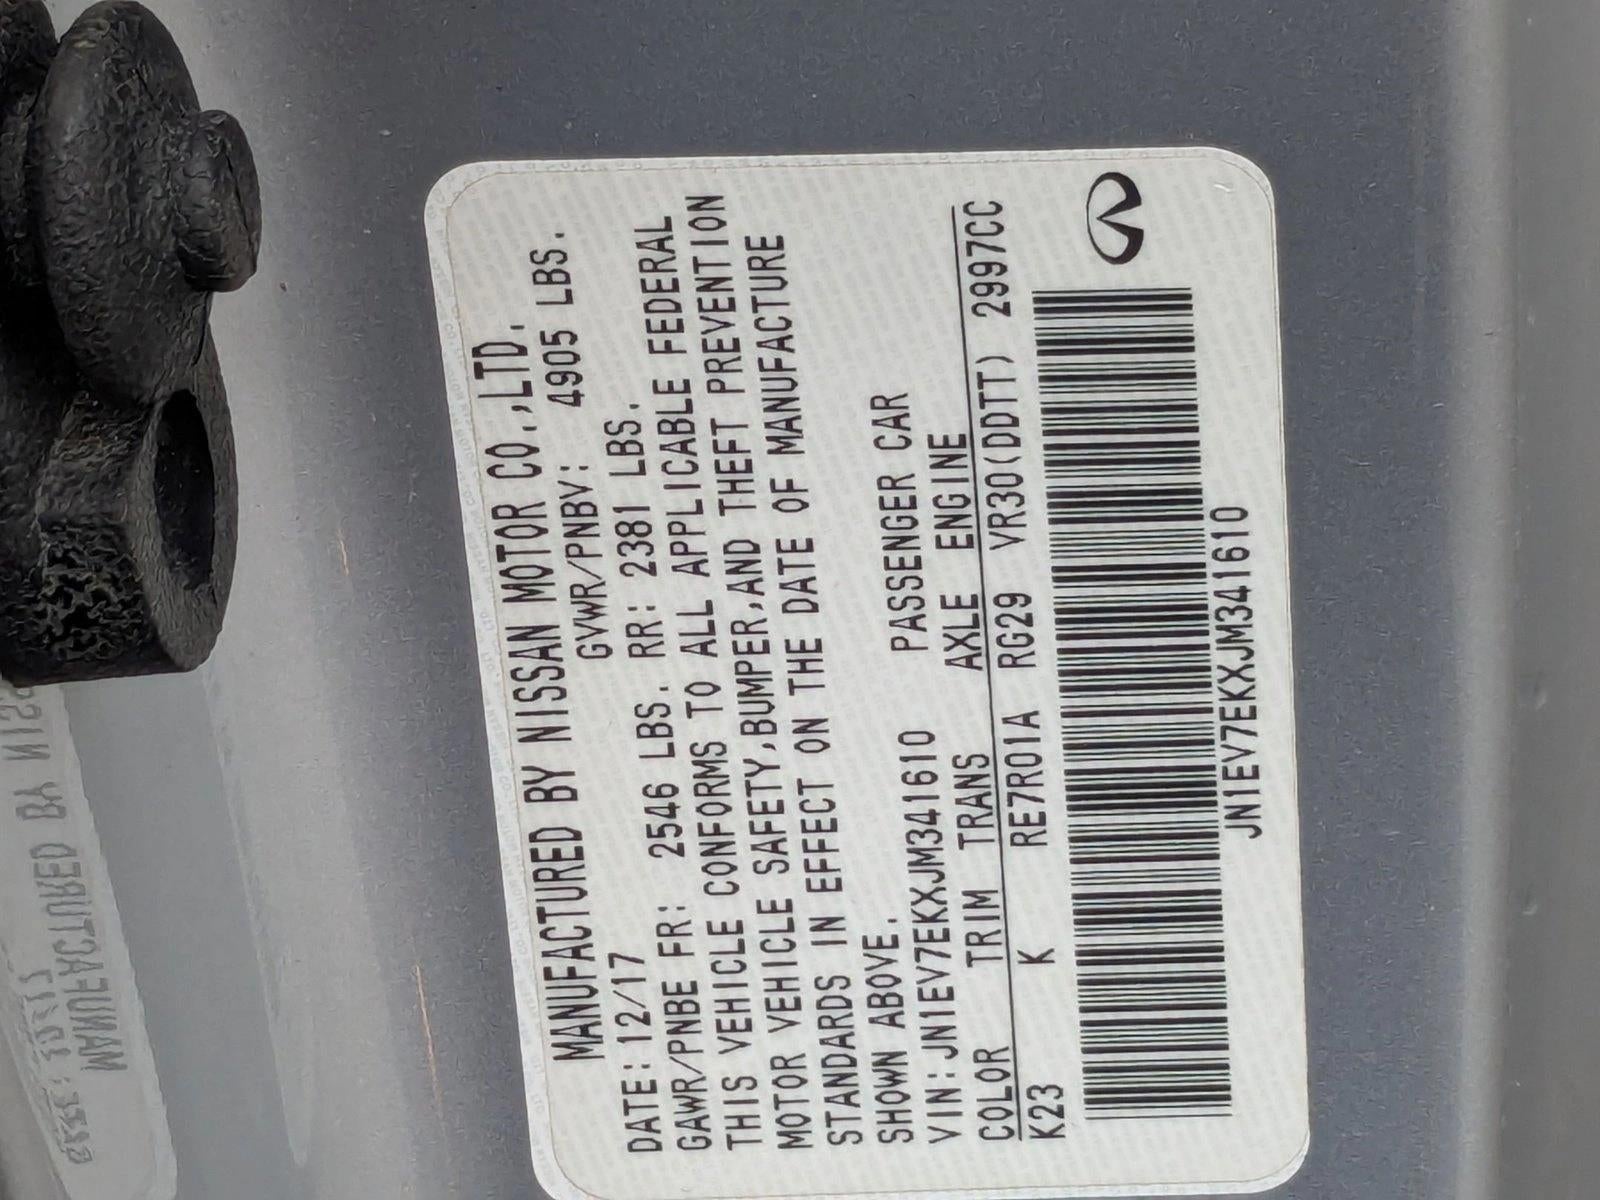 MANUFACTURED BY NISSAN MOTOR CO.,LTD.
DATE:12/17 GVWR/PNBV: 4905 LBS.
GAWR/PNBE FR: 2546 LBS. RR: 2381 LBS.
THIS VEHICLE CONFORMS TO ALL APPLICABLE FEDERAL
MOTOR VEHICLE SAFETY,BUMPER,AND THEFT PREVENTION
STANDARDS IN EFFECT ON THE DATE OF MANUFACTURE
SHOWN ABOVE.
VIN:JN1EV7EKXJM341610 PASSENGER CAR
COLOR TRIM TRANS AXLE ENGINE
K23 K RE7R01A RG29 VR30(DDTT) 2997CC
JN1EV7EKXJM341610